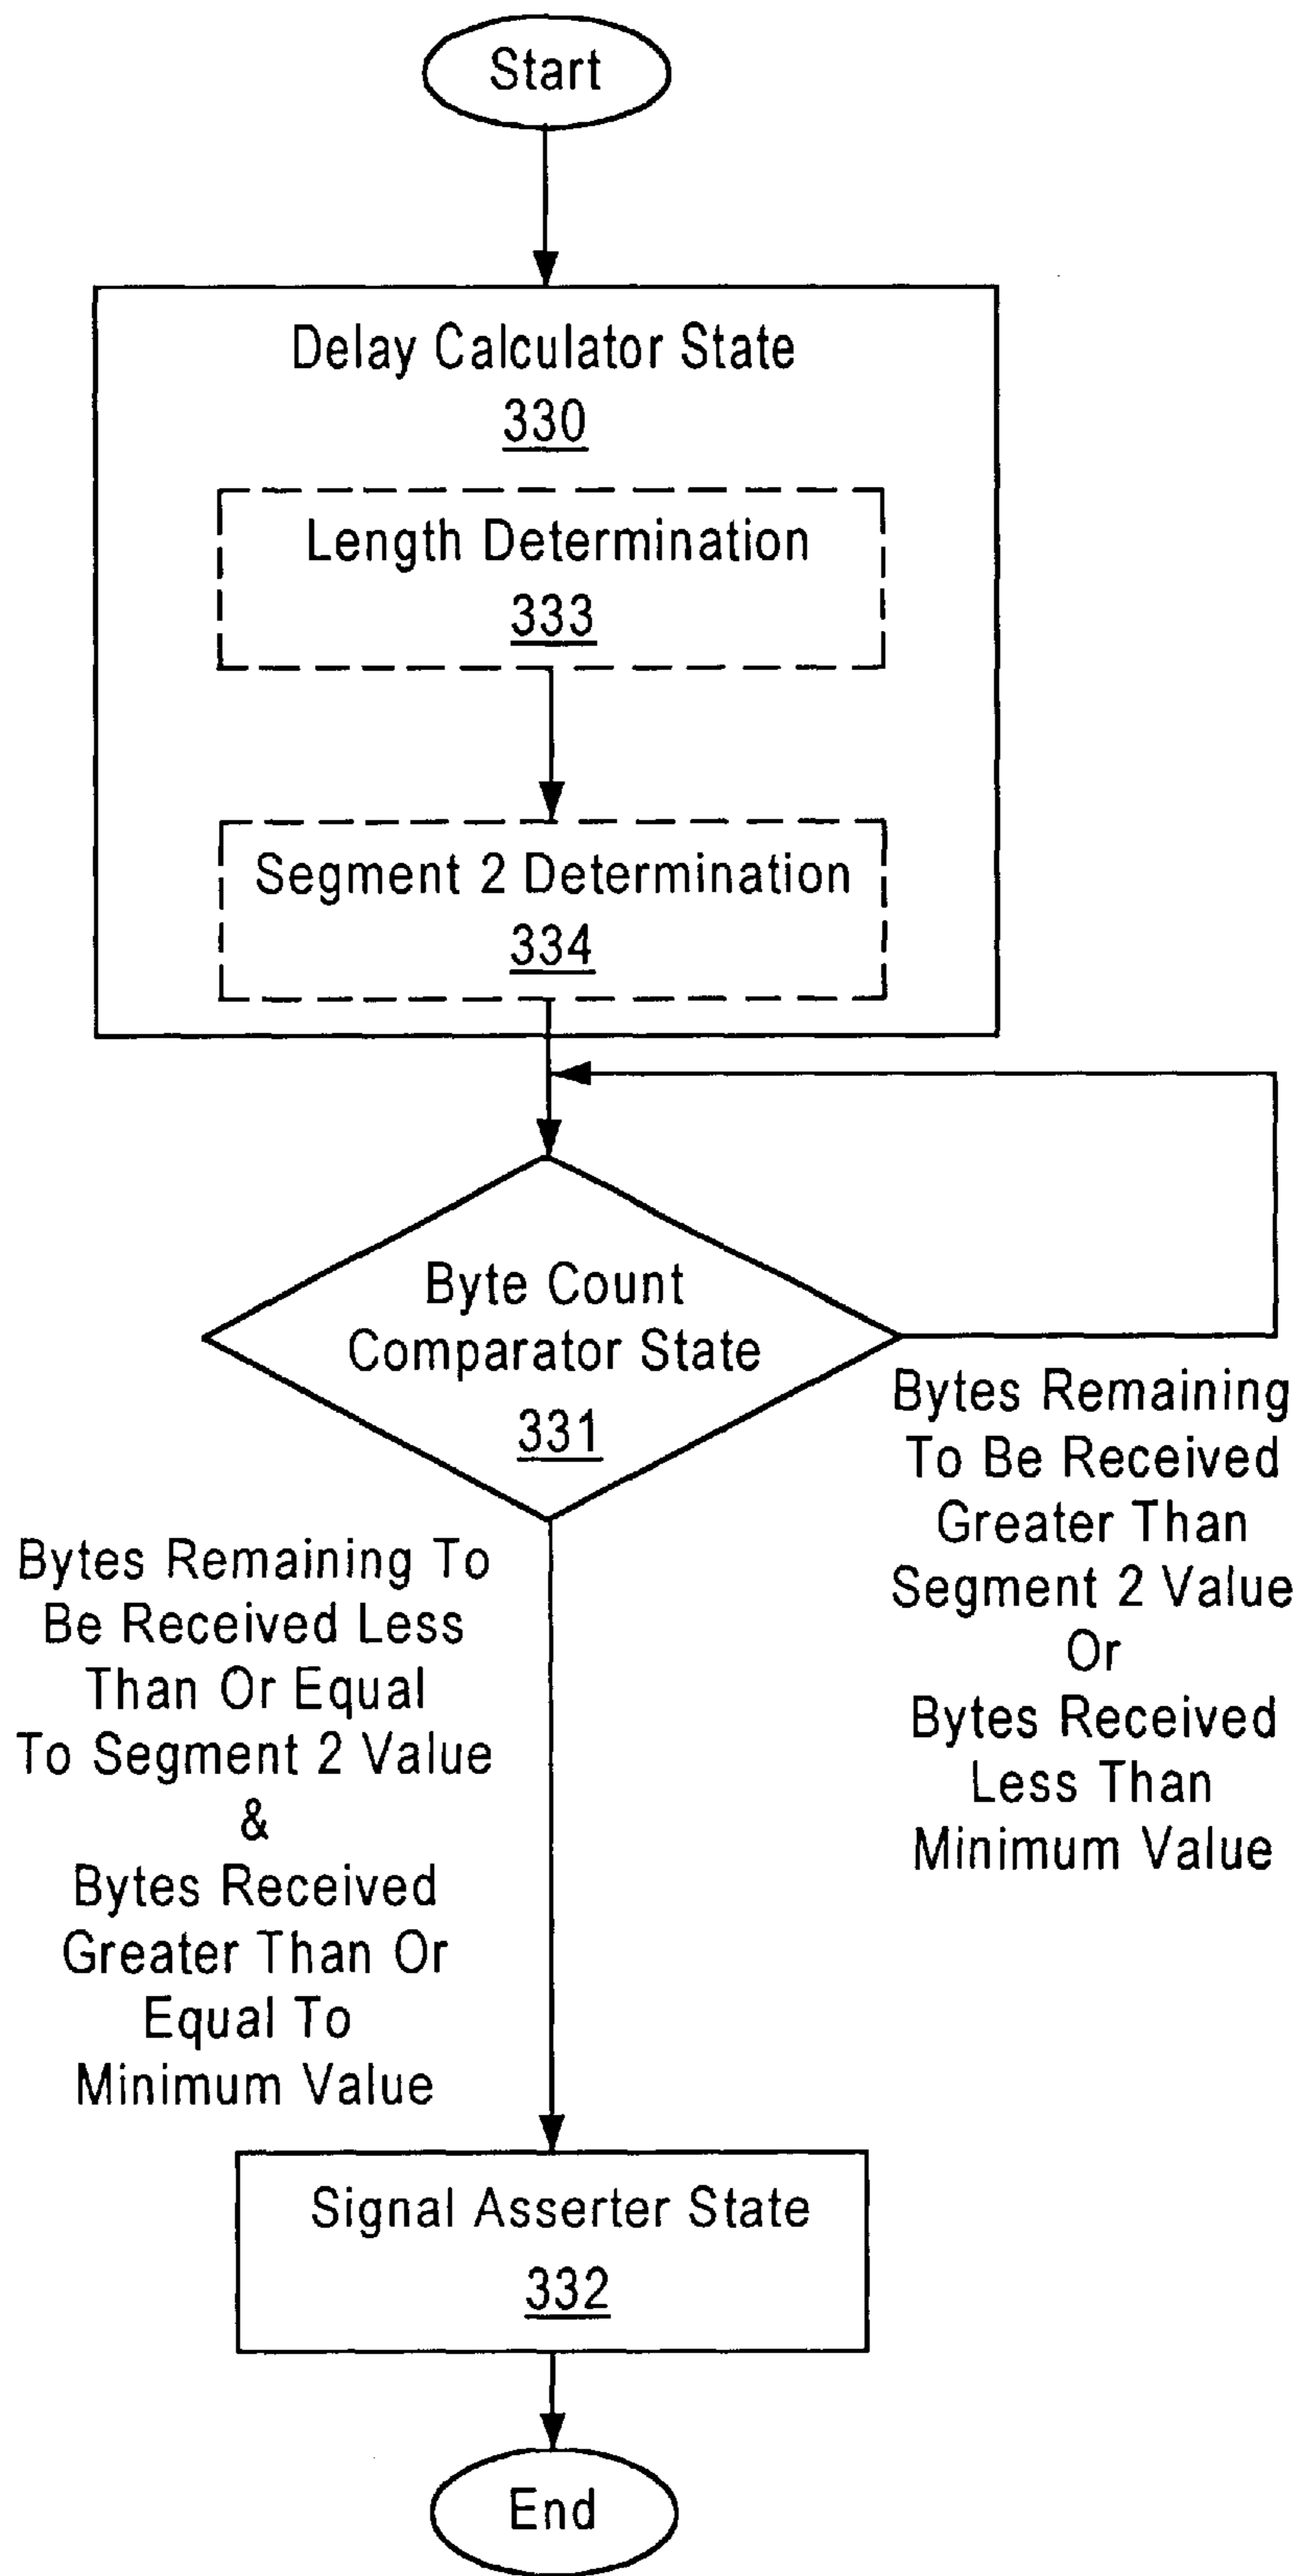 Start
Delay Calculator State
330
Length Determination
333
Segment 2 Determination
334
Byte Count
Comparator State
331
Bytes Remaining
To Be Received
Greater Than
Segment 2 Value
Or
Bytes Received
Less Than
Minimum Value
Bytes Remaining To
Be Received Less
Than Or Equal
To Segment 2 Value
&
Bytes Received
Greater Than Or
Equal To
Minimum Value
Signal Asserter State
332
End